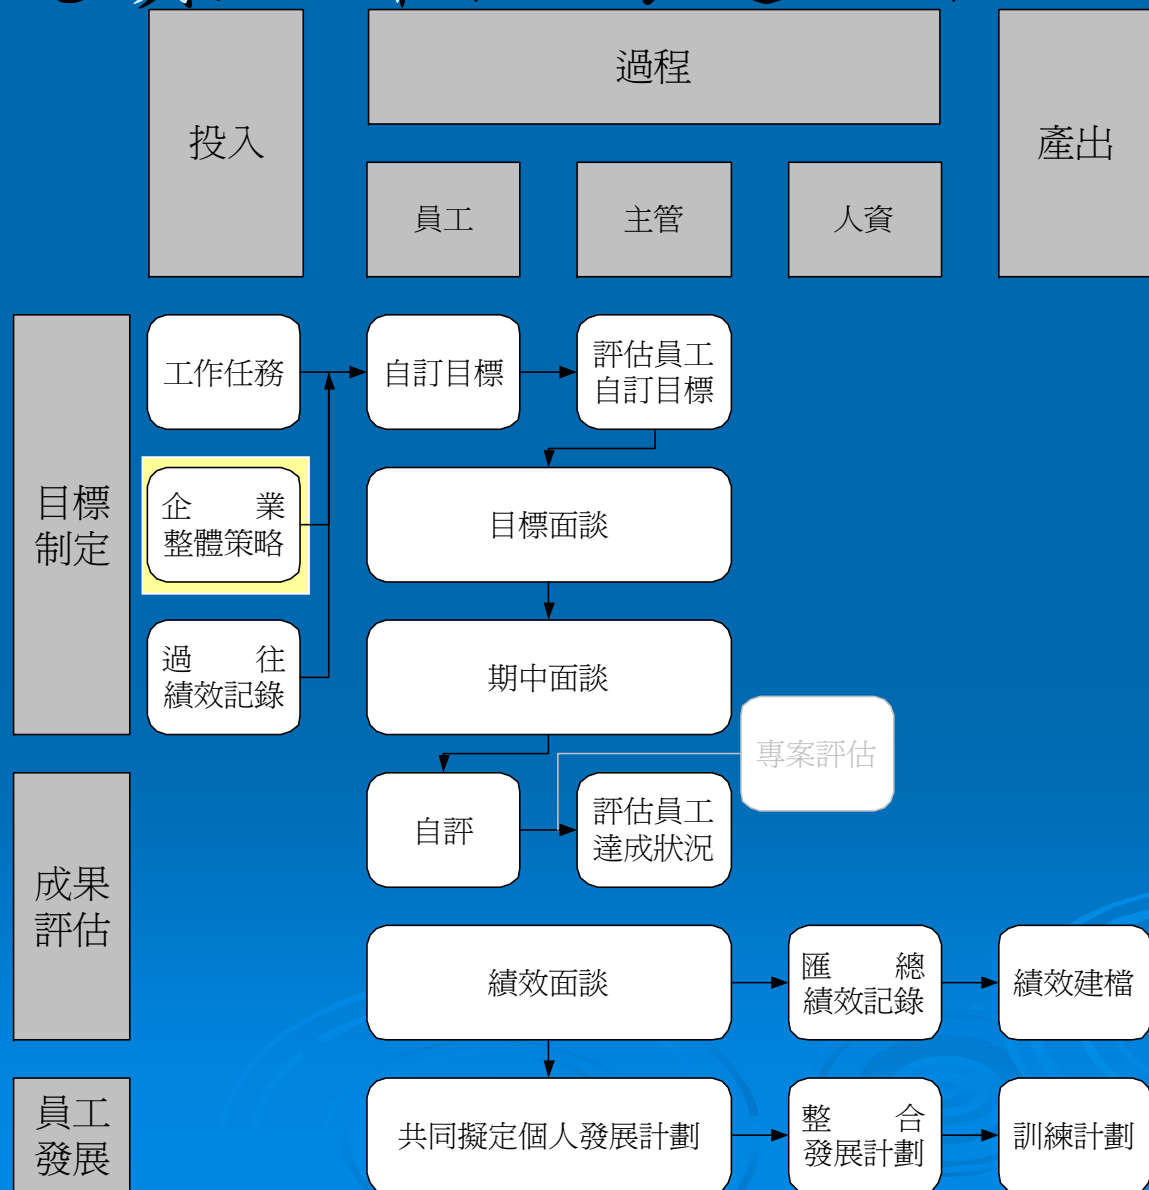 過程
投入
產出
員工
主管
人資
工作任務
自訂目標
評估員工
自訂目標
目標
制定
企 業
整體策略
目標面談
過 往
績效記錄
期中面談
專案評估
成果
評估
自評
評估員工
達成狀況
績效面談
匯 總
績效記錄
績效建檔
員工
發展
共同擬定個人發展計劃
整 合
發展計劃
訓練計劃